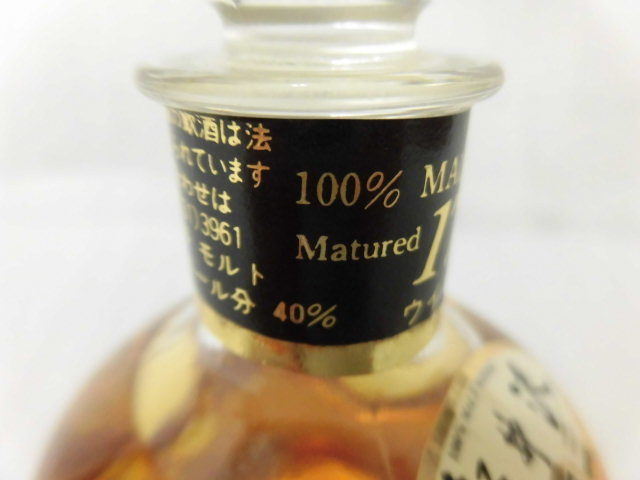 飲酒は法
れています
わせは
3961
モルト
ール分 40%
100% MA
Matured 1
ウイ